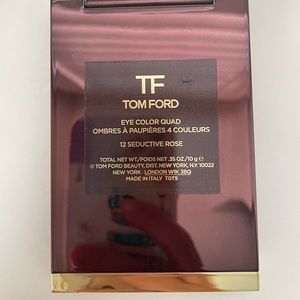 TF
TOM FORD
EYE COLOR QUAD
OMBRES À PAUPIÈRES 4 COULEURS
12 SEDUCTIVE ROSE
TOTAL NET WT./POIDS NET .35 OZ./10 g ℮
© TOM FORD BEAUTY, DIST. NEW YORK, N.Y. 10022
NEW YORK · LONDON W1K 3BQ
MADE IN ITALY T0T9